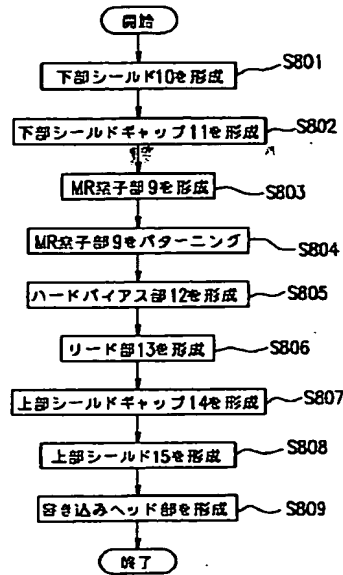 開始
下部シールド10を形成 S801
下部シールドギャップ11を形成 S802
MR素子部9を形成 S803
MR素子部9をパターニング S804
ハードバイアス部12を形成 S805
リード部13を形成 S806
上部シールドギャップ14を形成 S807
上部シールド15を形成 S808
書き込みヘッド部を形成 S809
終了